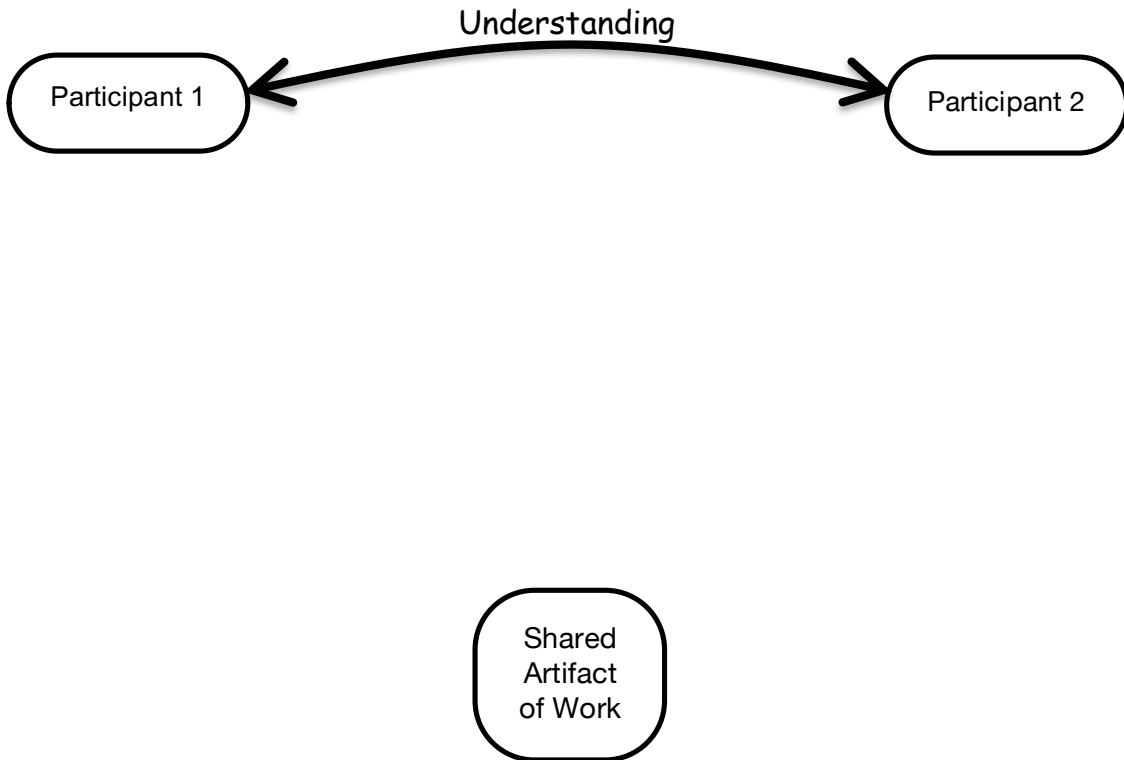 Understanding
Participant 1
Participant 2
Shared
Artifact
of Work